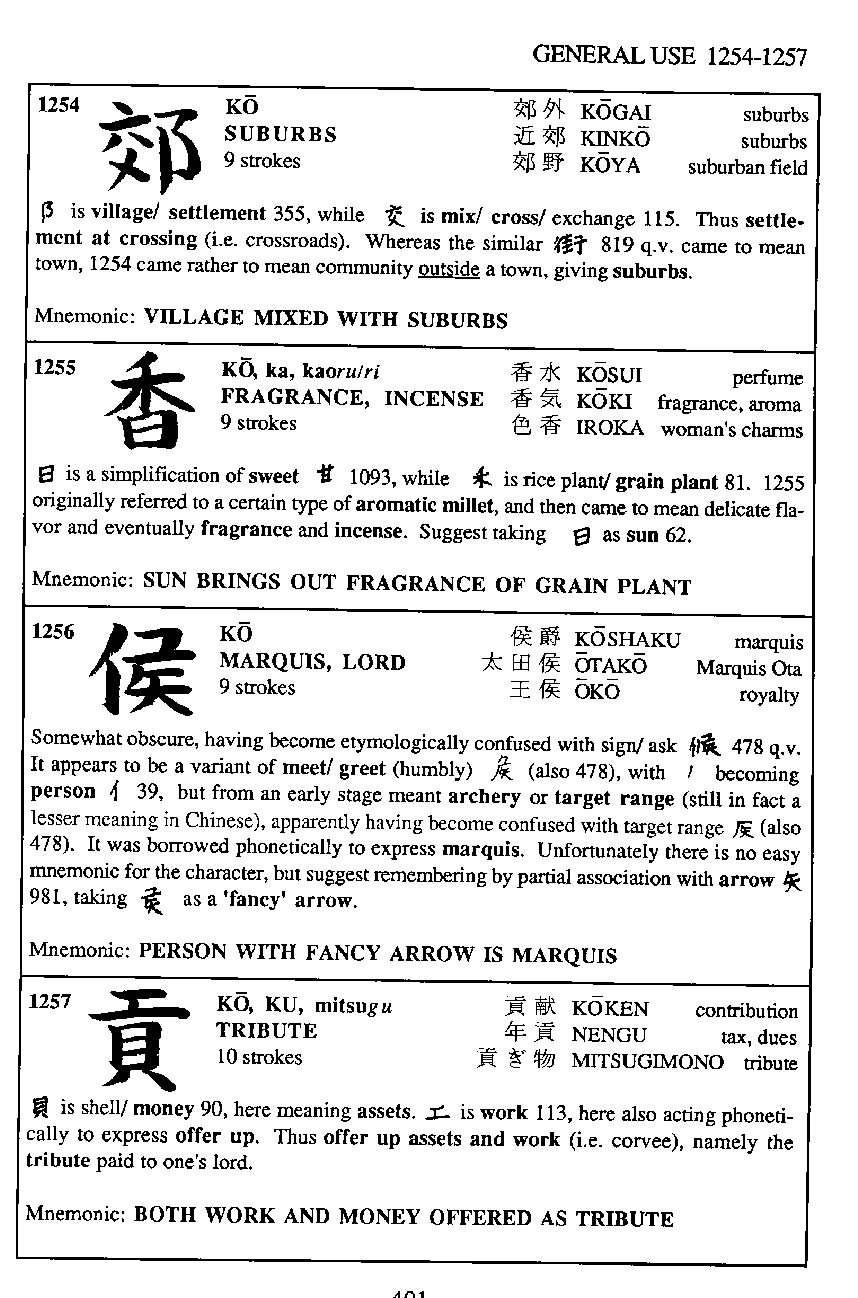 GENERAL USE 1254-1257
1254 郊 KŌ 郊外 KŌGAI suburbs
SUBURBS 近郊 KINKŌ suburbs
9 strokes 郊野 KŌYA suburban field
阝 is village/ settlement 355, while 交 is mix/ cross/ exchange 115. Thus settle-
ment at crossing (i.e. crossroads). Whereas the similar 街 819 q.v. came to mean
town, 1254 came rather to mean community outside a town, giving suburbs.
Mnemonic: VILLAGE MIXED WITH SUBURBS
1255 香 KŌ, ka, kaoru/ri 香水 KŌSUI perfume
FRAGRANCE, INCENSE 香気 KŌKI fragrance, aroma
9 strokes 色香 IROKA woman's charms
日 is a simplification of sweet 甘 1093, while 禾 is rice plant/ grain plant 81. 1255
originally referred to a certain type of aromatic millet, and then came to mean delicate fla-
vor and eventually fragrance and incense. Suggest taking 日 as sun 62.
Mnemonic: SUN BRINGS OUT FRAGRANCE OF GRAIN PLANT
1256 侯 KŌ 侯爵 KŌSHAKU marquis
MARQUIS, LORD 太田侯 ŌTAKŌ Marquis Ota
9 strokes 王侯 ŌKŌ royalty
Somewhat obscure, having become etymologically confused with sign/ ask 候 478 q.v.
It appears to be a variant of meet/ greet (humbly) (also 478), with becoming
person 亻 39, but from an early stage meant archery or target range (still in fact a
lesser meaning in Chinese), apparently having become confused with target range (also
478). It was borrowed phonetically to express marquis. Unfortunately there is no easy
mnemonic for the character, but suggest remembering by partial association with arrow 矢
981, taking as a 'fancy' arrow.
Mnemonic: PERSON WITH FANCY ARROW IS MARQUIS
1257 貢 KŌ, KU, mitsugu 貢献 KŌKEN contribution
TRIBUTE 年貢 NENGU tax, dues
10 strokes 貢ぎ物 MITSUGIMONO tribute
貝 is shell/ money 90, here meaning assets. 工 is work 113, here also acting phoneti-
cally to express offer up. Thus offer up assets and work (i.e. corvee), namely the
tribute paid to one's lord.
Mnemonic: BOTH WORK AND MONEY OFFERED AS TRIBUTE